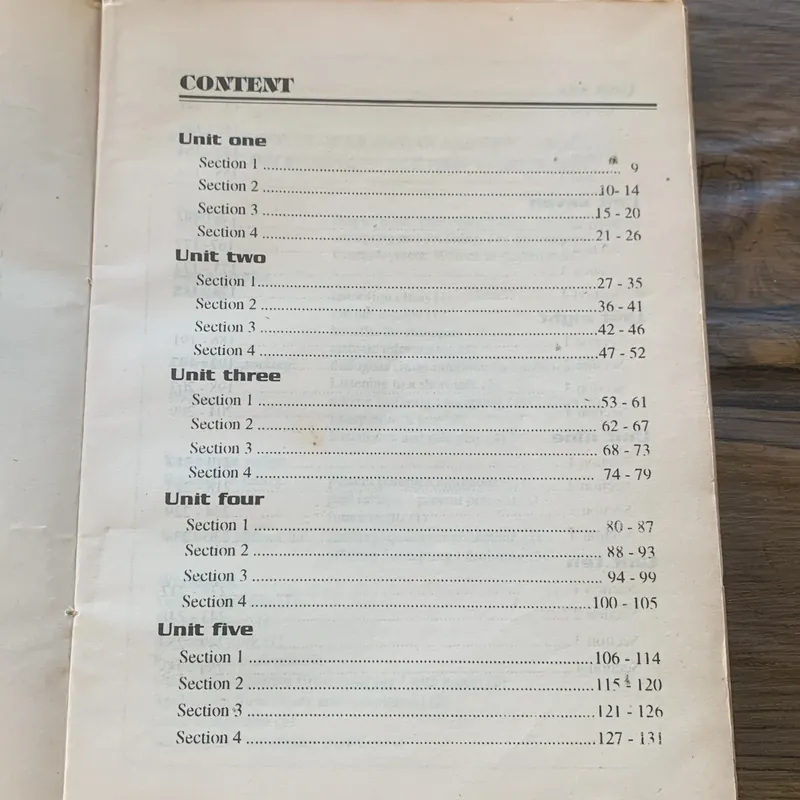 CONTENT
Unit one
Section 1 ........................................ 9
Section 2 ........................................10- 14
Section 3 ........................................15 - 20
Section 4 ........................................21 - 26
Unit two
Section 1........................................27 - 35
Section 2 ........................................36 - 41
Section 3 ........................................42 - 46
Section 4 ........................................47 - 52
Unit three
Section 1 ........................................53 - 61
Section 2 ........................................ 62 - 67
Section 3 ........................................ 68 - 73
Section 4 ........................................ 74 - 79
Unit four
Section 1 ........................................ 80 - 87
Section 2 ........................................ 88 - 93
Section 3 ........................................ 94 - 99
Section 4 ........................................100 - 105
Unit five
Section 1 ........................................106 - 114
Section 2 ........................................115 - 120
Section 3 ........................................121 - 126
Section 4 ........................................127 - 131